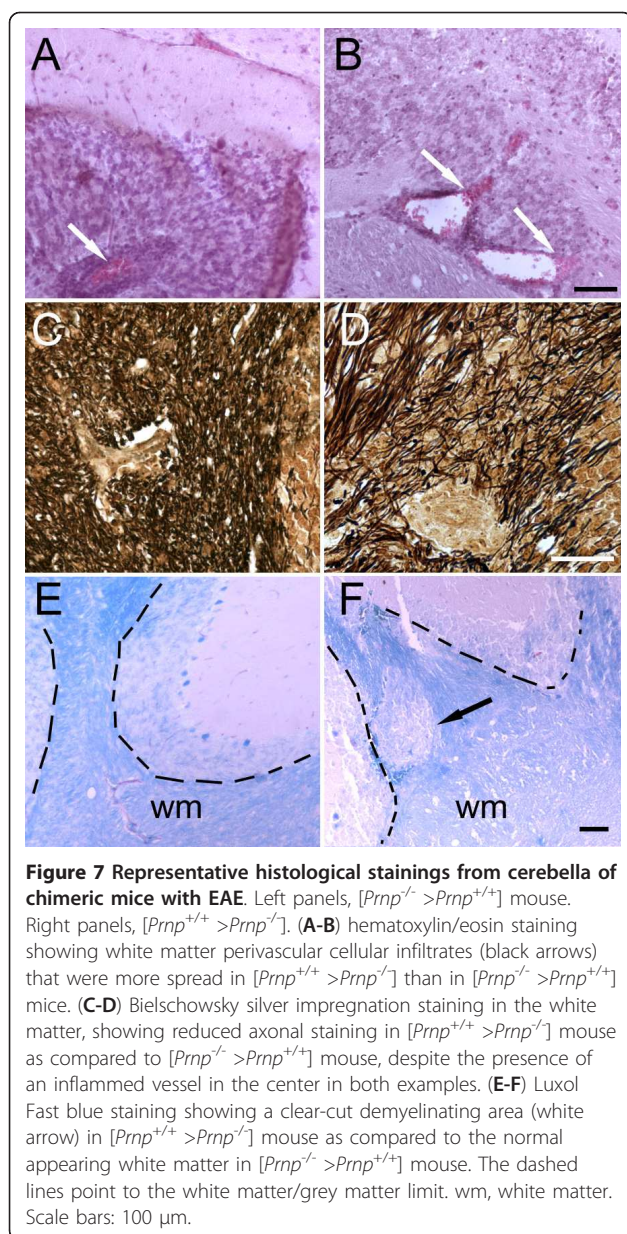 A
B
C
D
E
F
wm
wm
Figure 7 Representative histological stainings from cerebella of
chimeric mice with EAE. Left panels, [Prnp-/- >Prnp+/+] mouse.
Right panels, [Prnp+/+ >Prnp-/-]. (A-B) hematoxylin/eosin staining
showing white matter perivascular cellular infiltrates (black arrows)
that were more spread in [Prnp+/+ >Prnp-/-] than in [Prnp-/- >Prnp+/+]
mice. (C-D) Bielschowsky silver impregnation staining in the white
matter, showing reduced axonal staining in [Prnp+/+ >Prnp-/-] mouse
as compared to [Prnp-/- >Prnp+/+] mouse, despite the presence of
an inflammed vessel in the center in both examples. (E-F) Luxol
Fast blue staining showing a clear-cut demyelinating area (white
arrow) in [Prnp+/+ >Prnp-/-] mouse as compared to the normal
appearing white matter in [Prnp-/- >Prnp+/+] mouse. The dashed
lines point to the white matter/grey matter limit. wm, white matter.
Scale bars: 100 μm.